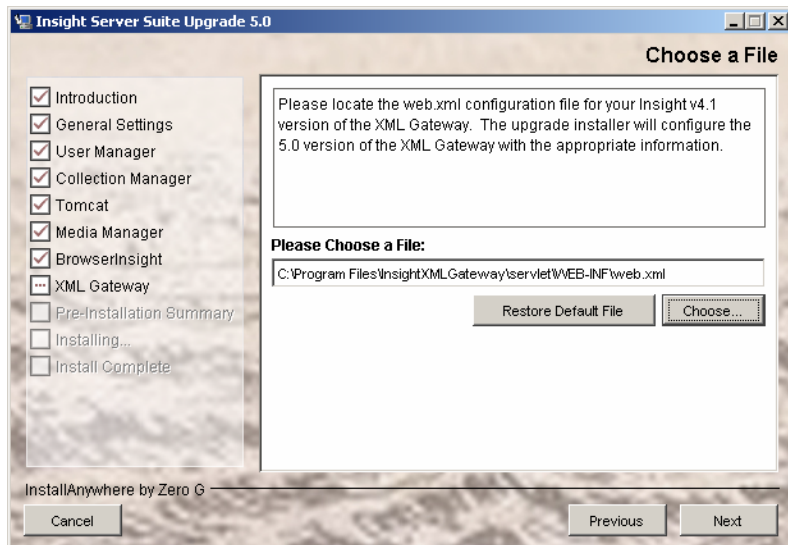 Insight Server Suite Upgrade 5.0
Choose a File
Introduction
General Settings
User Manager
Collection Manager
Tomcat
Media Manager
BrowserInsight
XML Gateway
Pre-Installation Summary
Installing...
Install Complete
Please locate the web.xml configuration file for your Insight v4.1
version of the XML Gateway. The upgrade installer will configure the
5.0 version of the XML Gateway with the appropriate information.
Please Choose a File:
C:\Program Files\InsightXMLGateway\servlet\WEB-INF\web.xml
Restore Default File
Choose...
InstallAnywhere by Zero G
Cancel
Previous
Next